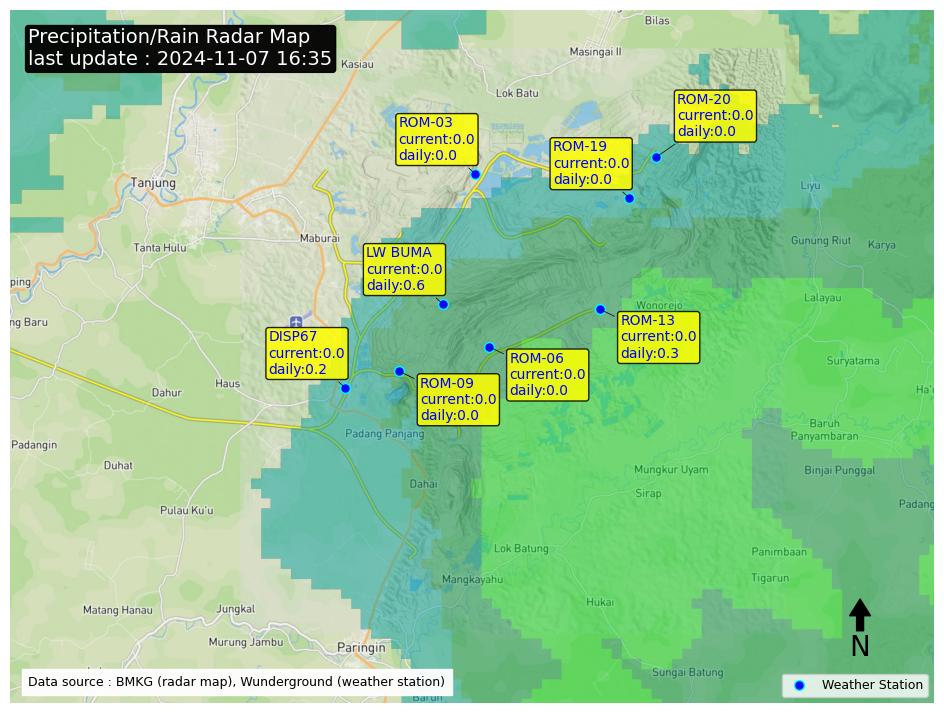 Precipitation/Rain Radar Map
last update : 2024-11-07 16:35
Bilas
Masingai II
Kasiau
Lok Batu
ROM-20
current:0.0
daily:0.0
ROM-03
current:0.0
daily:0.0
ROM-19
current:0.0
daily:0.0
Tanjung
Liyu
Maburai
Tanta Hulu
Gunung Riut
Karya
LW BUMA
current:0.0
daily:0.6
ping
Lalayau
Wonorejo
ng Baru
ROM-13
current:0.0
daily:0.3
DISP67
current:0.0
daily:0.2
ROM-06
current:0.0
daily:0.0
Suryatama
Haus
Dahur
ROM-09
current:0.0
daily:0.0
Ha'r
Baruh
Panyambaran
Padang Panjang
Padangin
Duhat
Mungkur Uyam
Binjai Punggal
Dahai
Sirap
Padang
Pulau Ku'u
Lok Batung
Panimbaan
Mangkayahu
Tigarun
Hukai
Matang Hanau
Jungkal
Murung Jambu
Paringin
N
Sungai Batung
Data source : BMKG (radar map), Wunderground (weather station)
Weather Station
Baruh